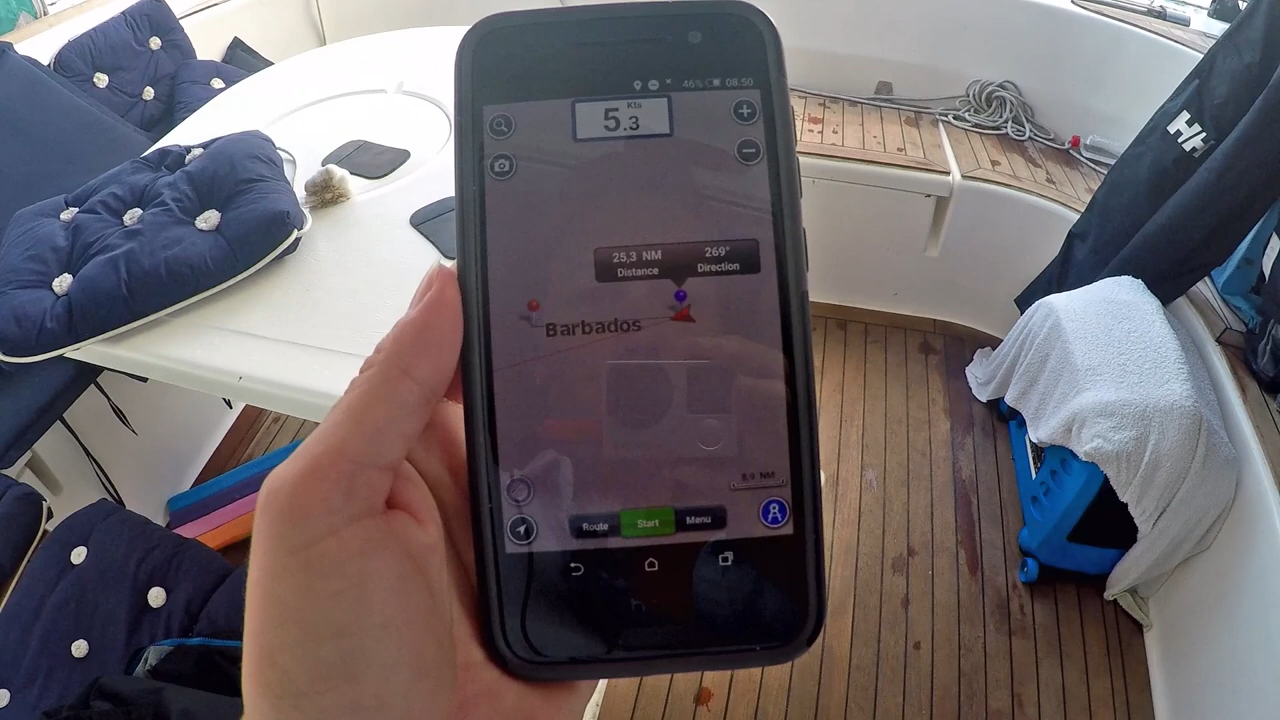 46% 08:50
Kts
5.3
25,3 NM 269°
Distance Direction
Barbados
8,9 NM
Route Start Menu
HH